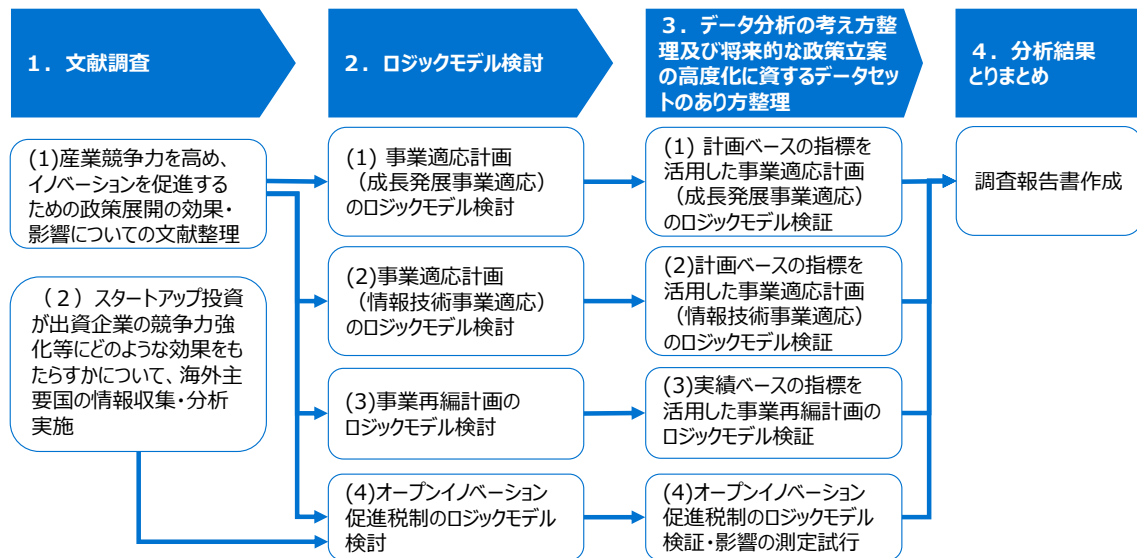 1．文献調査
2．ロジックモデル検討
3．データ分析の考え方整
理及び将来的な政策立案
の高度化に資するデータセッ
トのあり方整理
4．分析結果
とりまとめ
(1)産業競争力を高め、
イノベーションを促進する
ための政策展開の効果・
影響についての文献整理
（２）スタートアップ投資
が出資企業の競争力強
化等にどのような効果をも
たらすかについて、海外主
要国の情報収集・分析
実施
(1) 事業適応計画
（成長発展事業適応）
のロジックモデル検討
(2)事業適応計画
（情報技術事業適応）
のロジックモデル検討
(3)事業再編計画の
ロジックモデル検討
(4)オープンイノベーション
促進税制のロジックモデル
検討
(1) 計画ベースの指標を
活用した事業適応計画
（成長発展事業適応）
のロジックモデル検証
(2)計画ベースの指標を
活用した事業適応計画
（情報技術事業適応）
のロジックモデル検証
(3)実績ベースの指標を
活用した事業再編計画の
ロジックモデル検証
(4)オープンイノベーション
促進税制のロジックモデル
検証・影響の測定試行
調査報告書作成